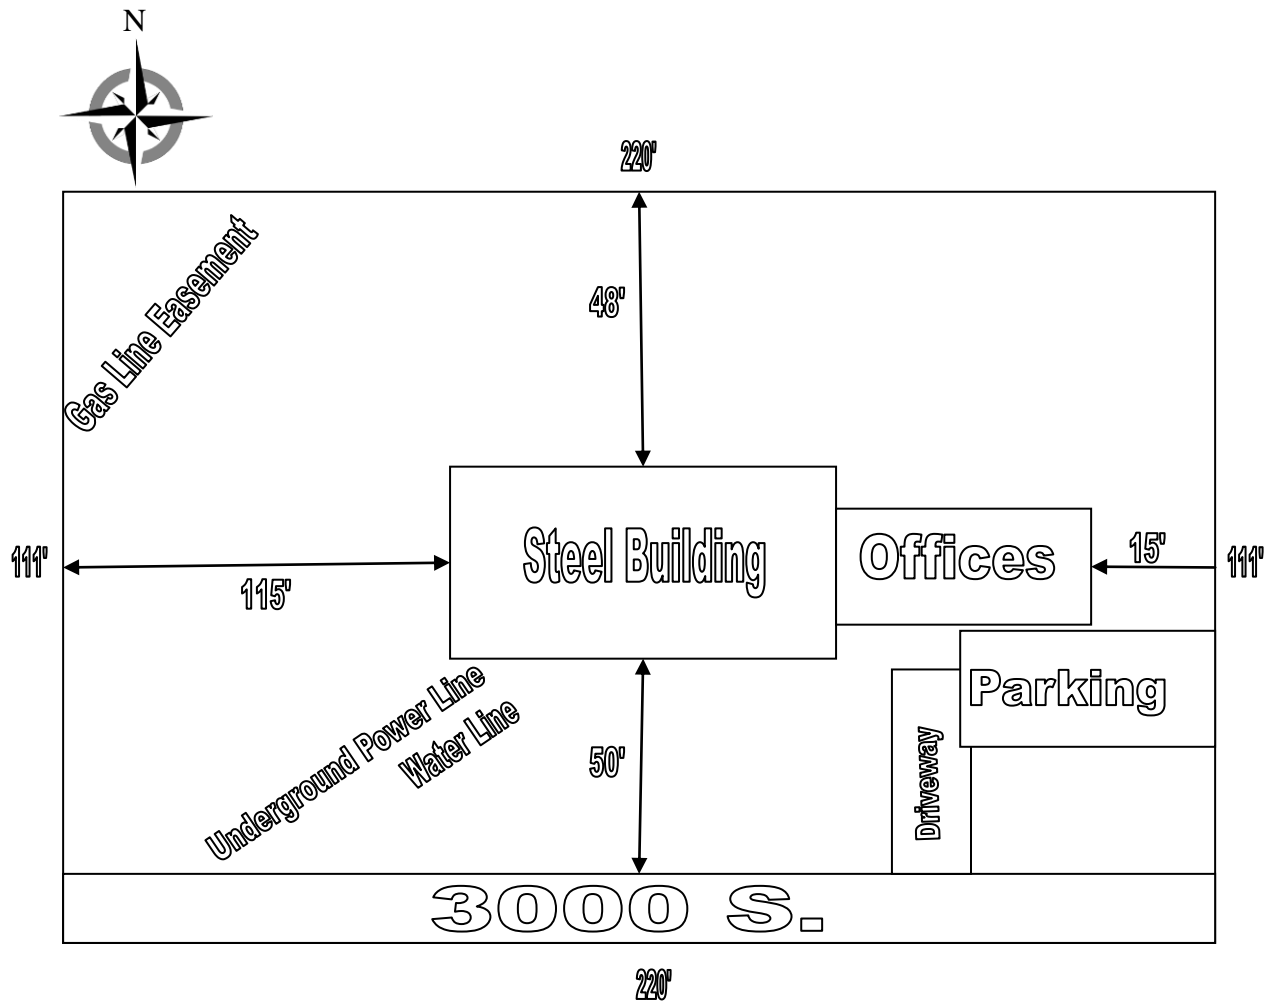 N
220'
Gas Line Easement
48'
Steel Building
Offices
15'
111'
111'
115'
Parking
Underground Power Line
Water Line
50'
Driveway
3000 S.
220'